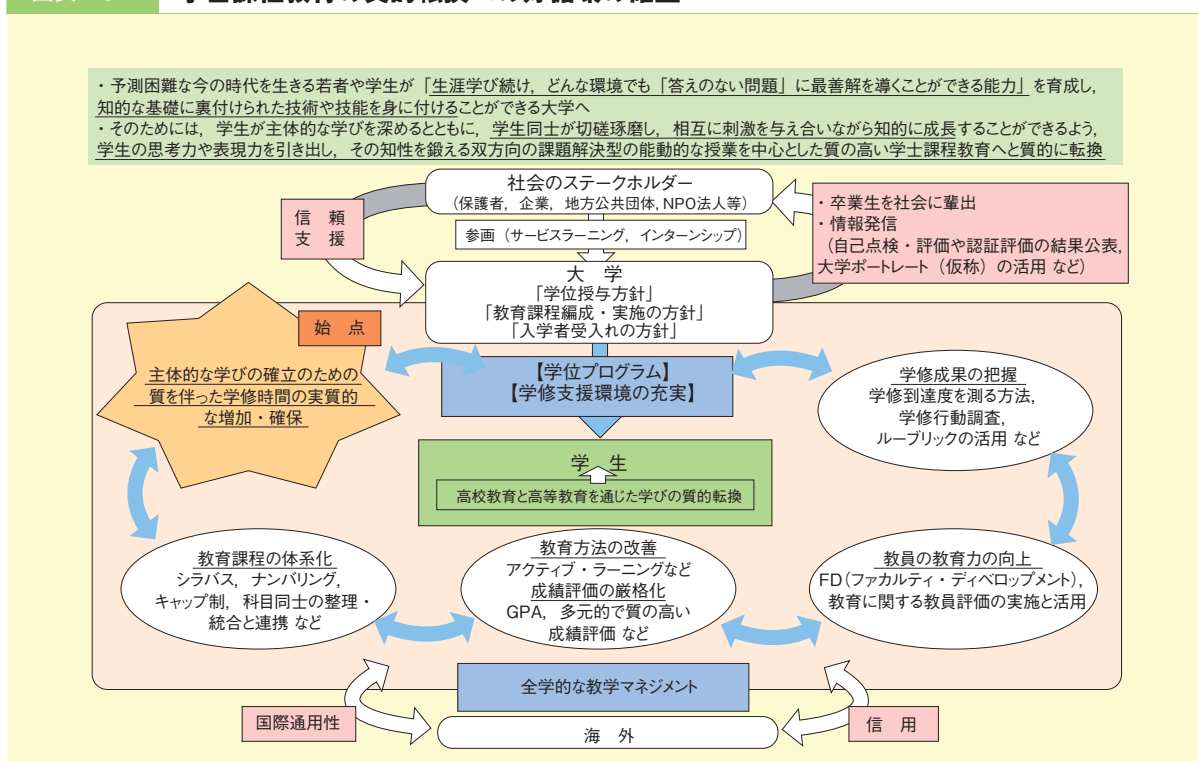 ・予測困難な今の時代を生きる若者や学生が「生涯学び続け，どんな環境でも「答えのない問題」に最善解を導くことができる能力」を育成し，
知的な基礎に裏付けられた技術や技能を身に付けることができる大学へ
・そのためには，学生が主体的な学びを深めるとともに，学生同士が切磋琢磨し，相互に刺激を与え合いながら知的に成長することができるよう，
学生の思考力や表現力を引き出し，その知性を鍛える双方向の課題解決型の能動的な授業を中心とした質の高い学士課程教育へと質的に転換
社会のステークホルダー
（保護者，企業，地方公共団体，NPO法人等）
信　頼
支　援
参画（サービスラーニング，インターンシップ）
・卒業生を社会に輩出
・情報発信
（自己点検・評価や認証評価の結果公表，
大学ポートレート（仮称）の活用 など）
大　学
「学位授与方針」
「教育課程編成・実施の方針」
「入学者受入れの方針」
始　点
主体的な学びの確立のための
質を伴った学修時間の実質的
な増加・確保
【学位プログラム】
【学修支援環境の充実】
学修成果の把握
学修到達度を測る方法，
学修行動調査，
ルーブリックの活用 など
学　生
高校教育と高等教育を通じた学びの質的転換
教育課程の体系化
シラバス，ナンバリング，
キャップ制，科目同士の整理・
統合と連携 など
教育方法の改善
アクティブ・ラーニングなど
成績評価の厳格化
GPA，多元的で質の高い
成績評価 など
教員の教育力の向上
FD（ファカルティ・ディベロップメント），
教育に関する教員評価の実施と活用
全学的な教学マネジメント
国際通用性
海　外
信　用